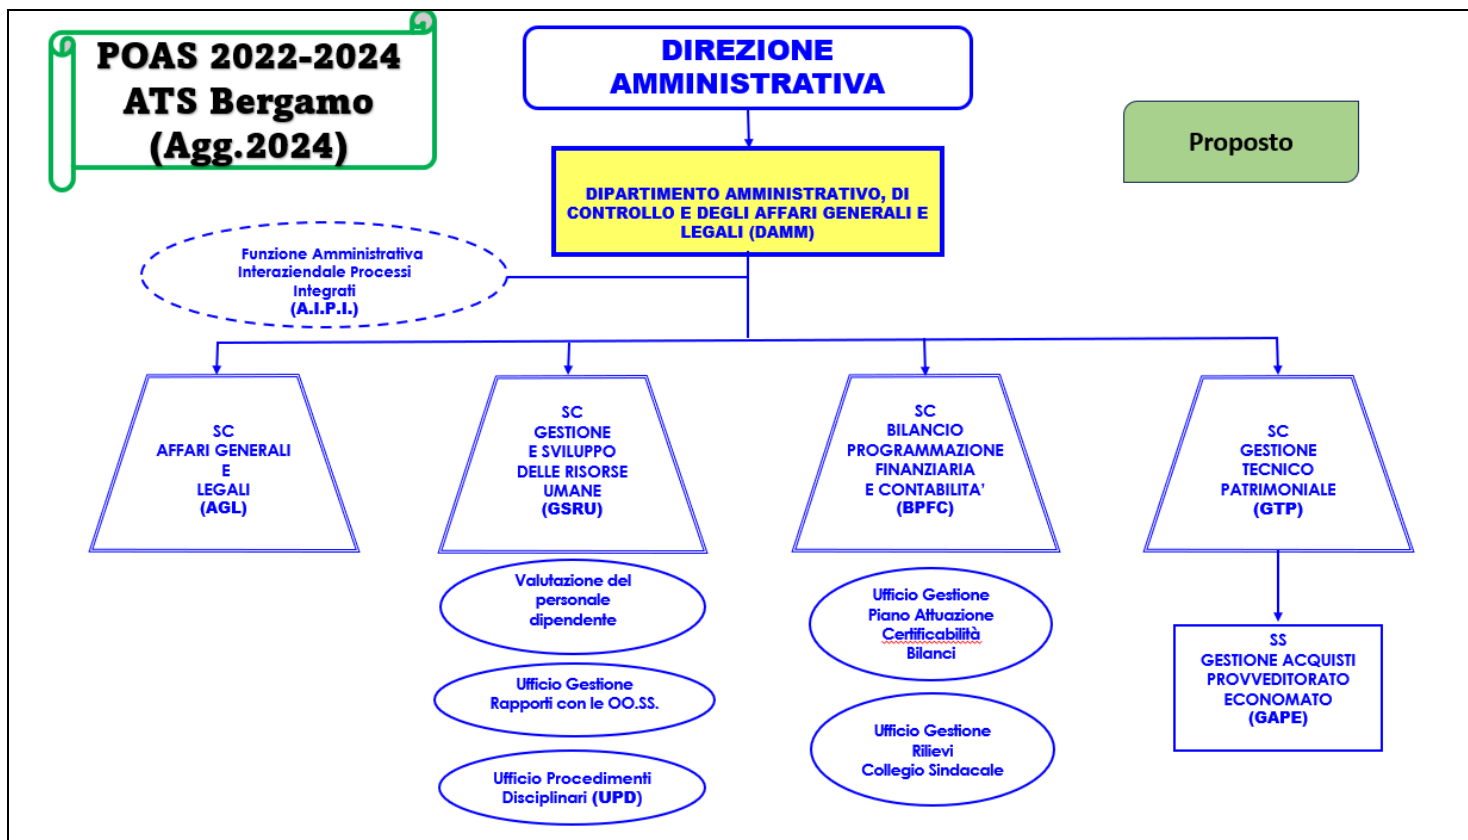 POAS 2022-2024
ATS Bergamo
(Agg.2024)
DIREZIONE
AMMINISTRATIVA
Proposto
DIPARTIMENTO AMMINISTRATIVO, DI
CONTROLLO E DEGLI AFFARI GENERALI E
LEGALI (DAMM)
Funzione Amministrativa
Interaziendale Processi
Integrati
(A.I.P.I.)
SC
AFFARI GENERALI
E
LEGALI
(AGL)
SC
GESTIONE
E SVILUPPO
DELLE RISORSE
UMANE
(GSRU)
SC
BILANCIO
PROGRAMMAZIONE
FINANZIARIA
E CONTABILITA’
(BPFC)
SC
GESTIONE
TECNICO
PATRIMONIALE
(GTP)
Valutazione del
personale
dipendente
Ufficio Gestione
Rapporti con le OO.SS.
Ufficio Procedimenti
Disciplinari (UPD)
Ufficio Gestione
Piano Attuazione
Certificabilità
Bilanci
Ufficio Gestione
Rilievi
Collegio Sindacale
SS
GESTIONE ACQUISTI
PROVVEDITORATO
ECONOMATO
(GAPE)